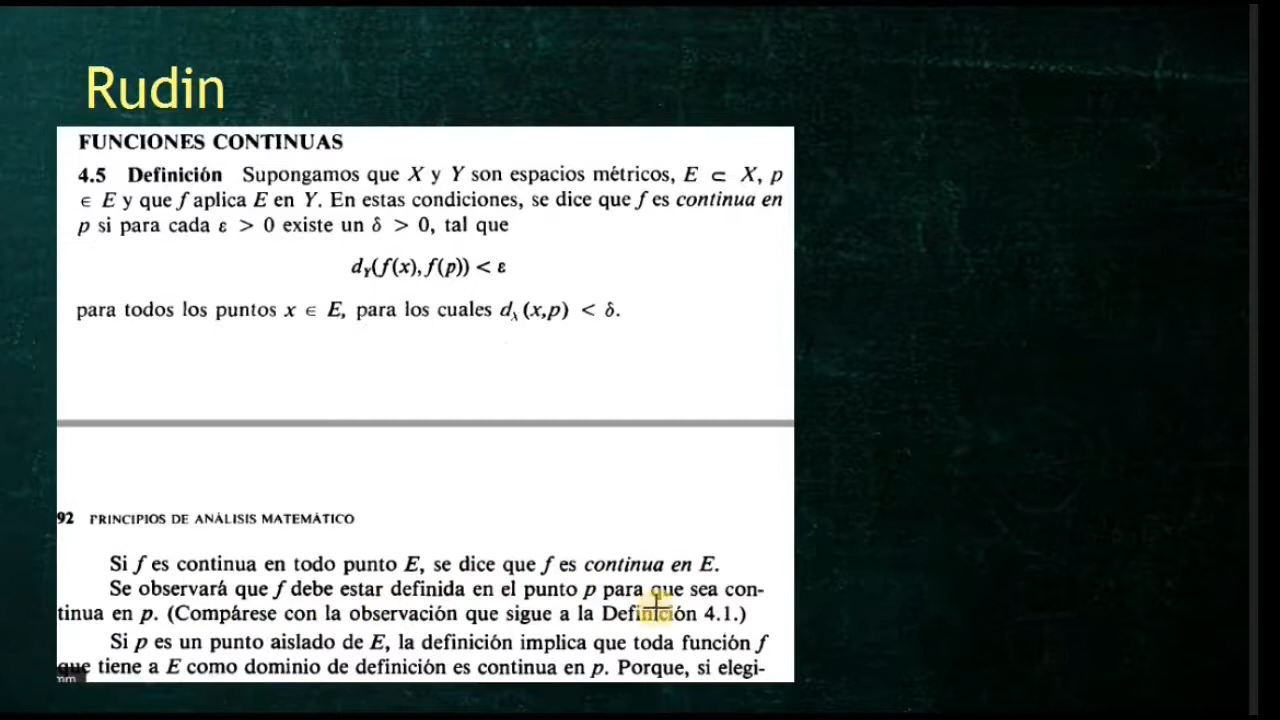 Rudin
FUNCIONES CONTINUAS
4.5 Definición Supongamos que X y Y son espacios métricos, E ⊂ X, p
∈ E y que f aplica E en Y. En estas condiciones, se dice que f es continua en
p si para cada ε > 0 existe un δ > 0, tal que
d_Y(f(x), f(p)) < ε
para todos los puntos x ∈ E, para los cuales d_X(x,p) < δ.
92 PRINCIPIOS DE ANÁLISIS MATEMÁTICO
Si f es continua en todo punto E, se dice que f es continua en E.
Se observará que f debe estar definida en el punto p para que sea con-
tinua en p. (Compárese con la observación que sigue a la Definición 4.1.)
Si p es un punto aislado de E, la definición implica que toda función f
que tiene a E como dominio de definición es continua en p. Porque, si elegi-